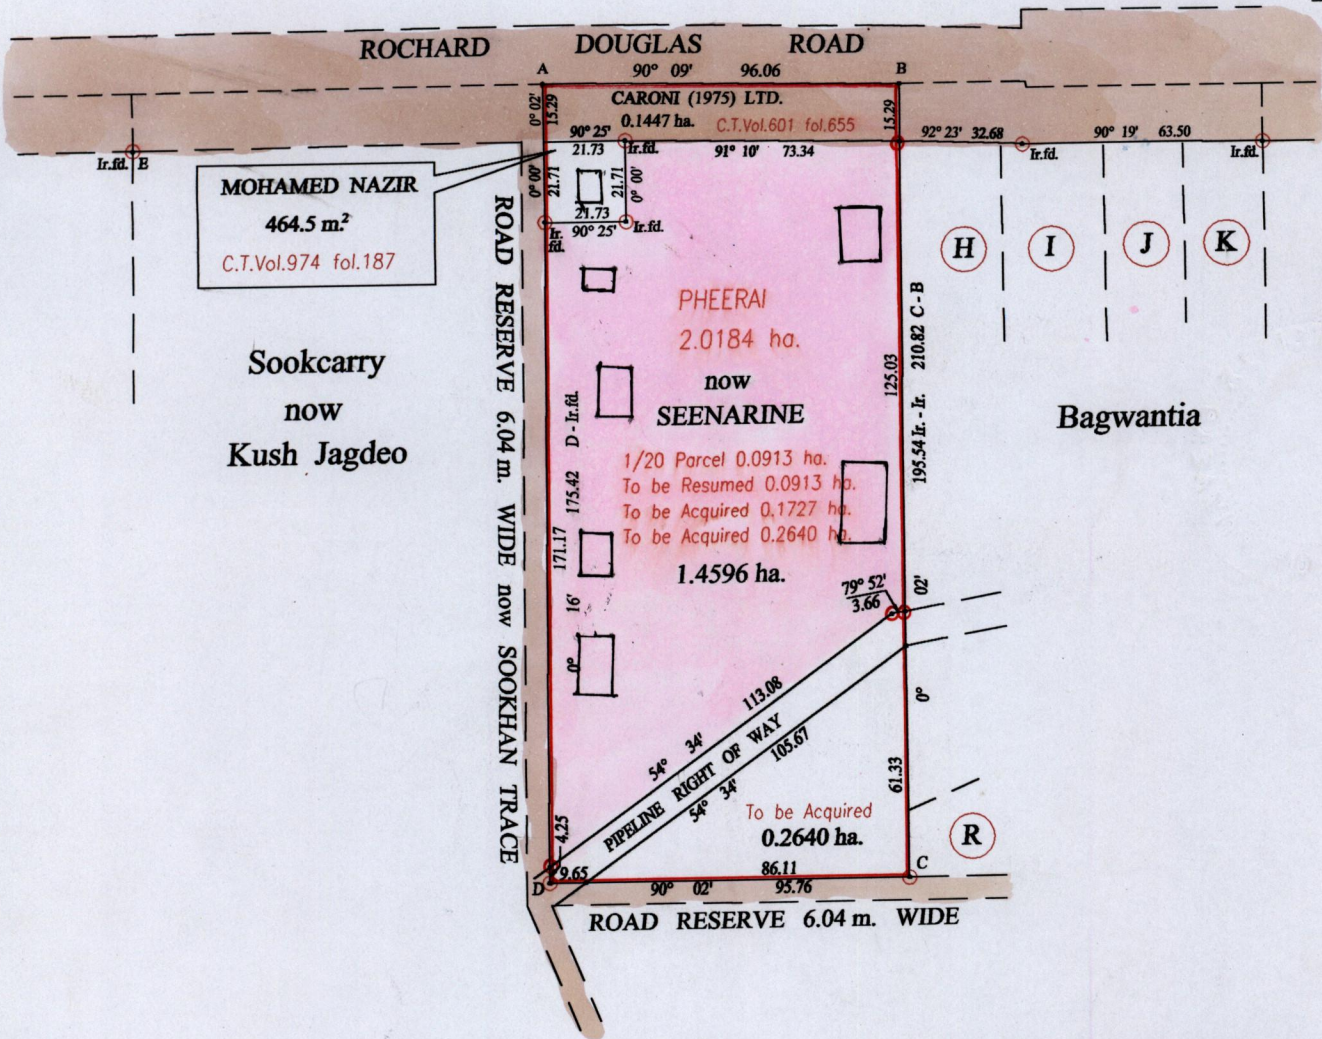 ROCHARD DOUGLAS ROAD
A
90° 09' 96.06
B
CARONI (1975) LTD.
0.1447 ha.
C.T.Vol.601 fol.655
0° 02'
15.29
15.29
90° 25'
21.73
Ir.fd.
91° 10' 73.34
92° 23' 32.68
Ir.fd.
90° 19' 63.50
Ir.fd.
Ir.fd.
E
MOHAMED NAZIR
464.5 m.²
C.T.Vol.974 fol.187
0° 00'
21.71
21.71
0° 00'
21.73
90° 25'
Ir.fd.
Ir.
fd.
H
I
J
K
Sookcarry
now
Kush Jagdeo
ROAD RESERVE 6.04 m. WIDE now SOOKHAN TRACE
PHEERAI
2.0184 ha.
now
SEENARINE
1/20 Parcel 0.0913 ha.
To be Resumed 0.0913 ha.
To be Acquired 0.1727 ha.
To be Acquired 0.2640 ha.
1.4596 ha.
0° 16' 175.42 D - Ir.fd.
171.17
125.03
0° 02' 195.54 Ir. - Ir. 210.82 C - B
Bagwantia
79° 52'
3.66
113.08
54° 34'
PIPELINE RIGHT OF WAY
105.67
54° 34'
61.33
To be Acquired
0.2640 ha.
R
4.25
9.65
D
86.11
C
90° 02' 95.76
ROAD RESERVE 6.04 m. WIDE